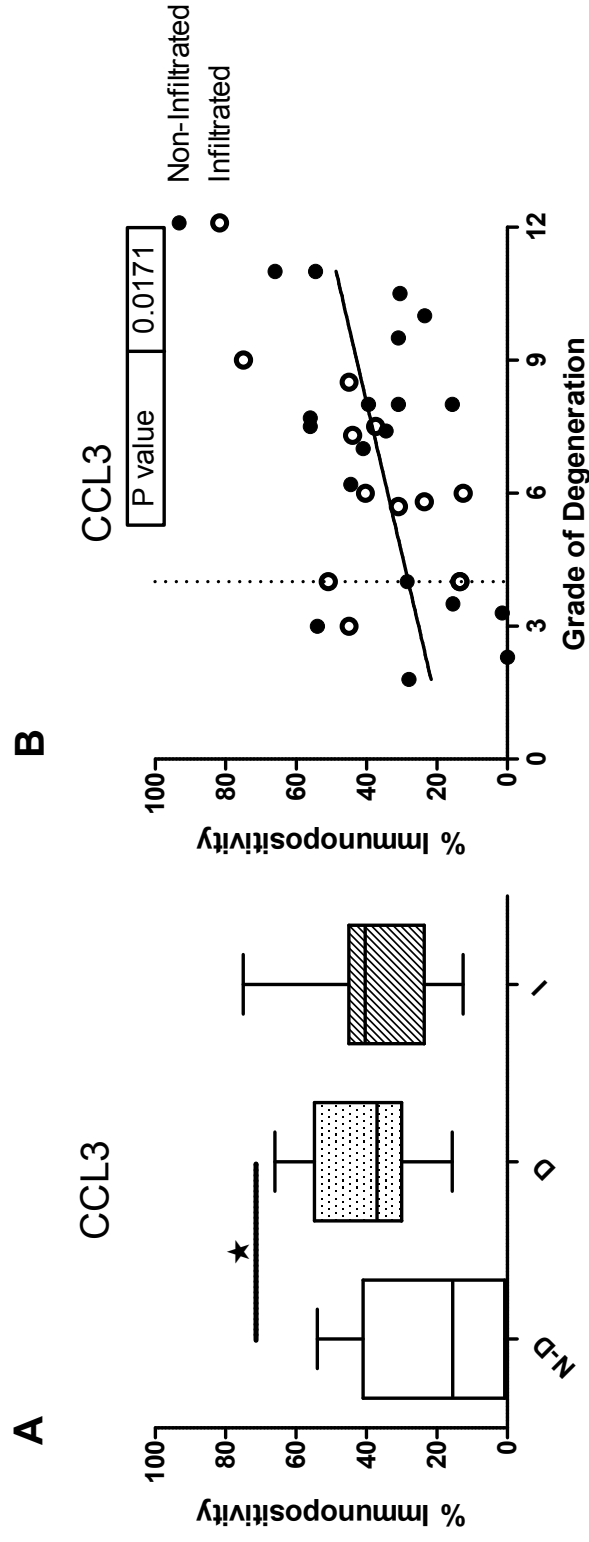 A
CCL3
% Immunopositivity
100
80
60
40
20
0
★
N-D
D
I
B
CCL3
P value 0.0171
Non-Infiltrated
Infiltrated
% Immunopositivity
100
80
60
40
20
0
0 3 6 9 12
Grade of Degeneration